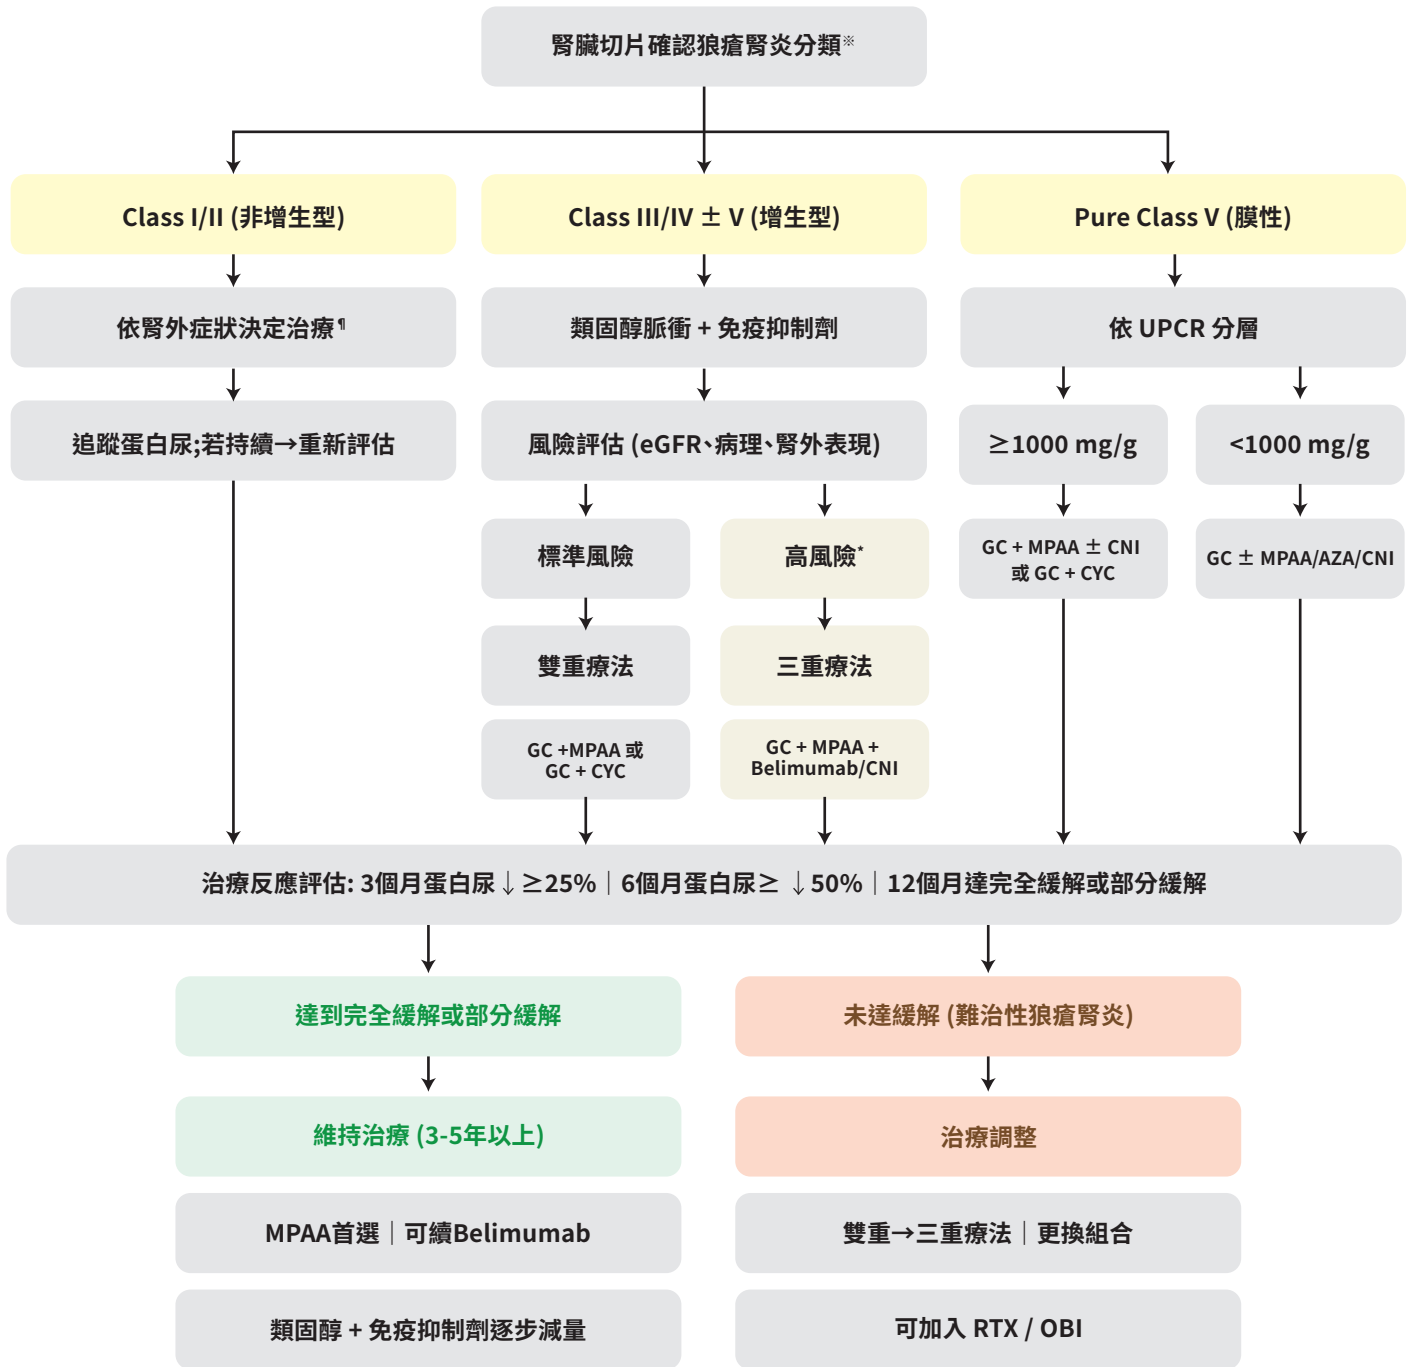 腎臟切片確認狼瘡腎炎分類※
Class I/II (非增生型)
Class III/IV ± V (增生型)
Pure Class V (膜性)
依腎外症狀決定治療¶
類固醇脈衝 + 免疫抑制劑
依 UPCR 分層
追蹤蛋白尿;若持續→重新評估
風險評估 (eGFR、病理、腎外表現)
≥1000 mg/g
<1000 mg/g
標準風險
高風險*
GC + MPAA ± CNI
或 GC + CYC
GC ± MPAA/AZA/CNI
雙重療法
三重療法
GC +MPAA 或
GC + CYC
GC + MPAA +
Belimumab/CNI
治療反應評估: 3個月蛋白尿↓≥25%｜6個月蛋白尿≥ ↓50%｜12個月達完全緩解或部分緩解
達到完全緩解或部分緩解
未達緩解 (難治性狼瘡腎炎)
維持治療 (3-5年以上)
治療調整
MPAA首選｜可續Belimumab
雙重→三重療法｜更換組合
類固醇 + 免疫抑制劑逐步減量
可加入 RTX / OBI